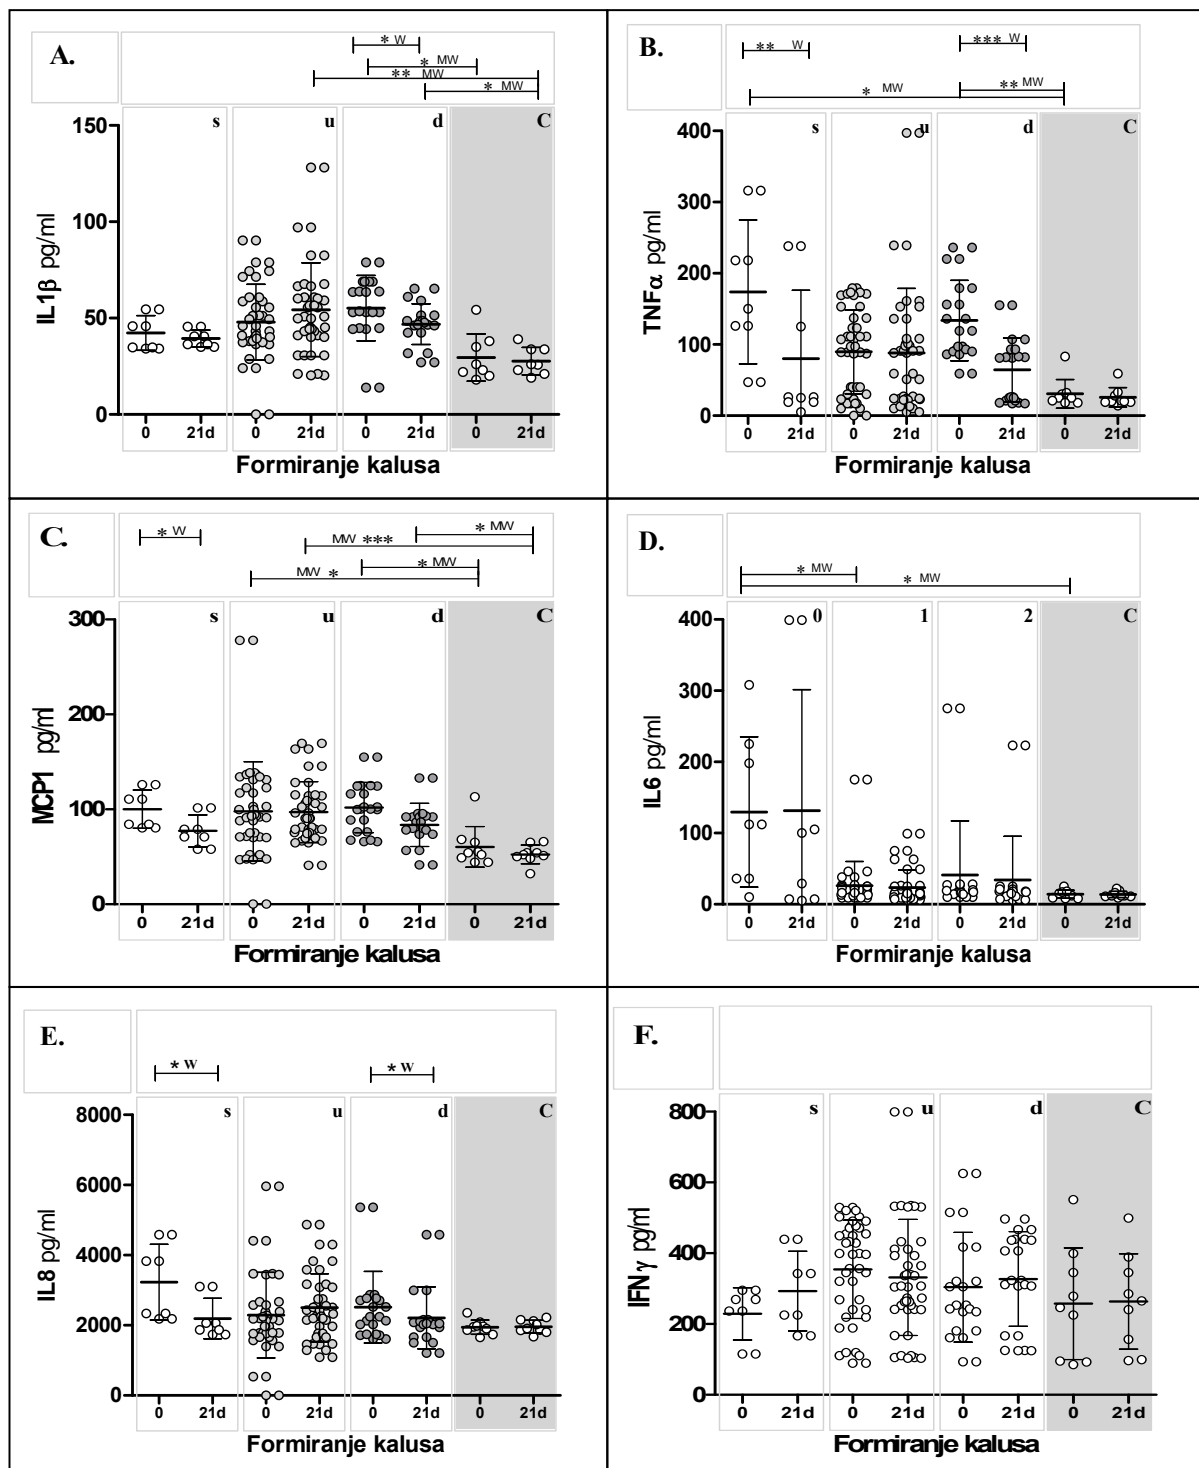 A.
* W
* MW
** MW
* MW
s u d C
150
100
50
0
IL1β pg/ml
0 21d 0 21d 0 21d 0 21d
Formiranje kalusa
B.
** W
*** W
* MW
** MW
s u d C
400
300
200
100
0
TNFα pg/ml
0 21d 0 21d 0 21d 0 21d
Formiranje kalusa
C.
* W
* MW
MW ***
* MW
MW *
s u d C
300
200
100
0
MCP1 pg/ml
0 21d 0 21d 0 21d 0 21d
Formiranje kalusa
D.
* MW
* MW
0 1 2 C
400
300
200
100
0
IL6 pg/ml
0 21d 0 21d 0 21d 0 21d
Formiranje kalusa
E.
* W
* W
s u d C
8000
6000
4000
2000
0
IL8 pg/ml
0 21d 0 21d 0 21d 0 21d
Formiranje kalusa
F.
s u d C
800
600
400
200
0
IFNγ pg/ml
0 21d 0 21d 0 21d 0 21d
Formiranje kalusa